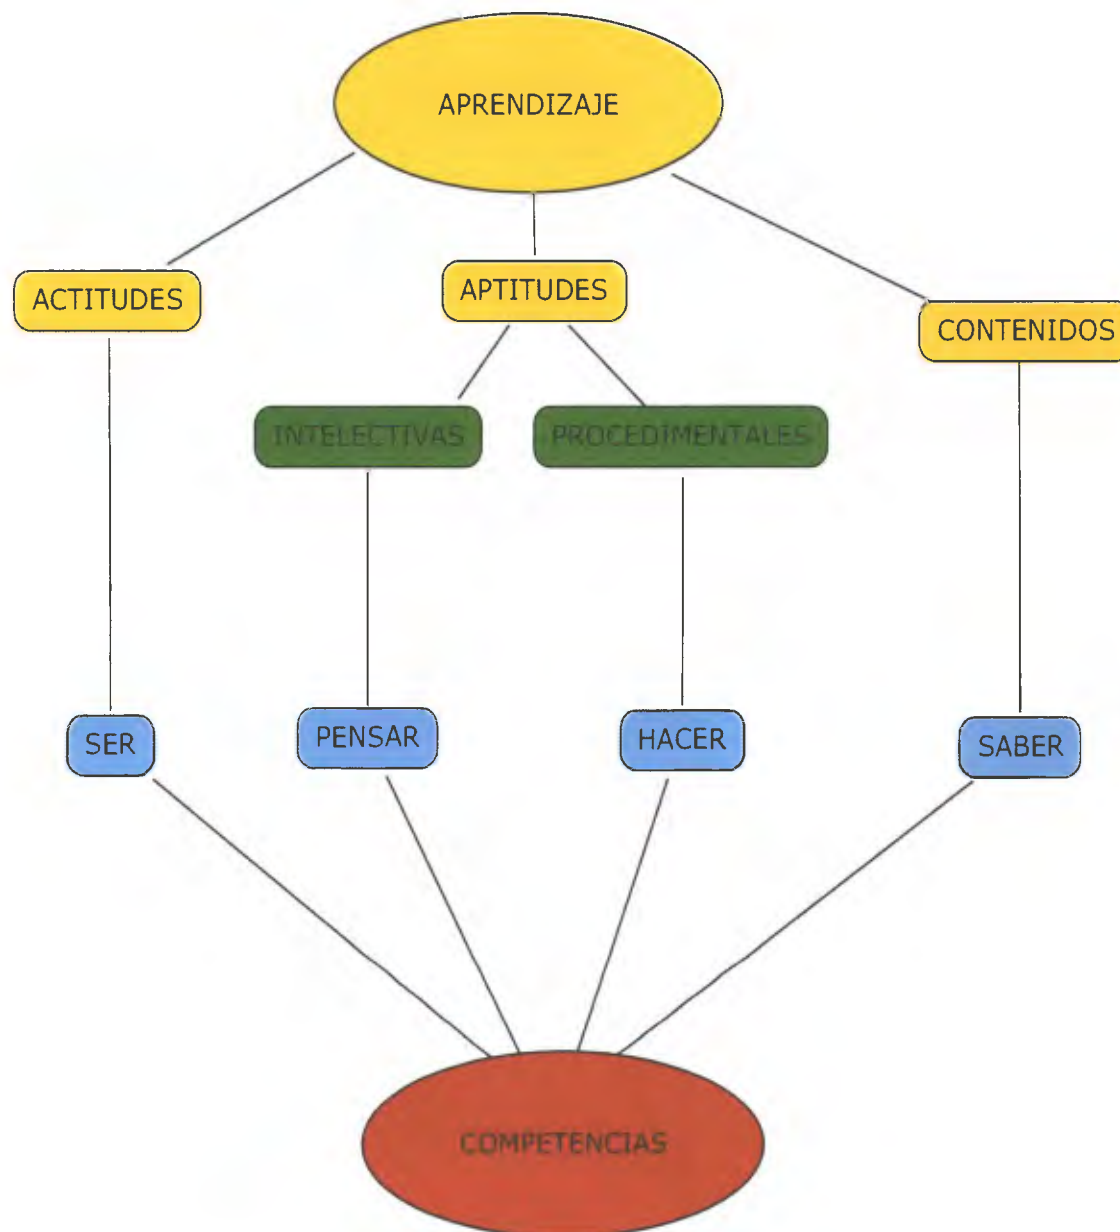 APRENDIZAJE
ACTITUDES
APTITUDES
CONTENIDOS
INTELECTIVAS
PROCEDIMENTALES
SER
PENSAR
HACER
SABER
COMPETENCIAS